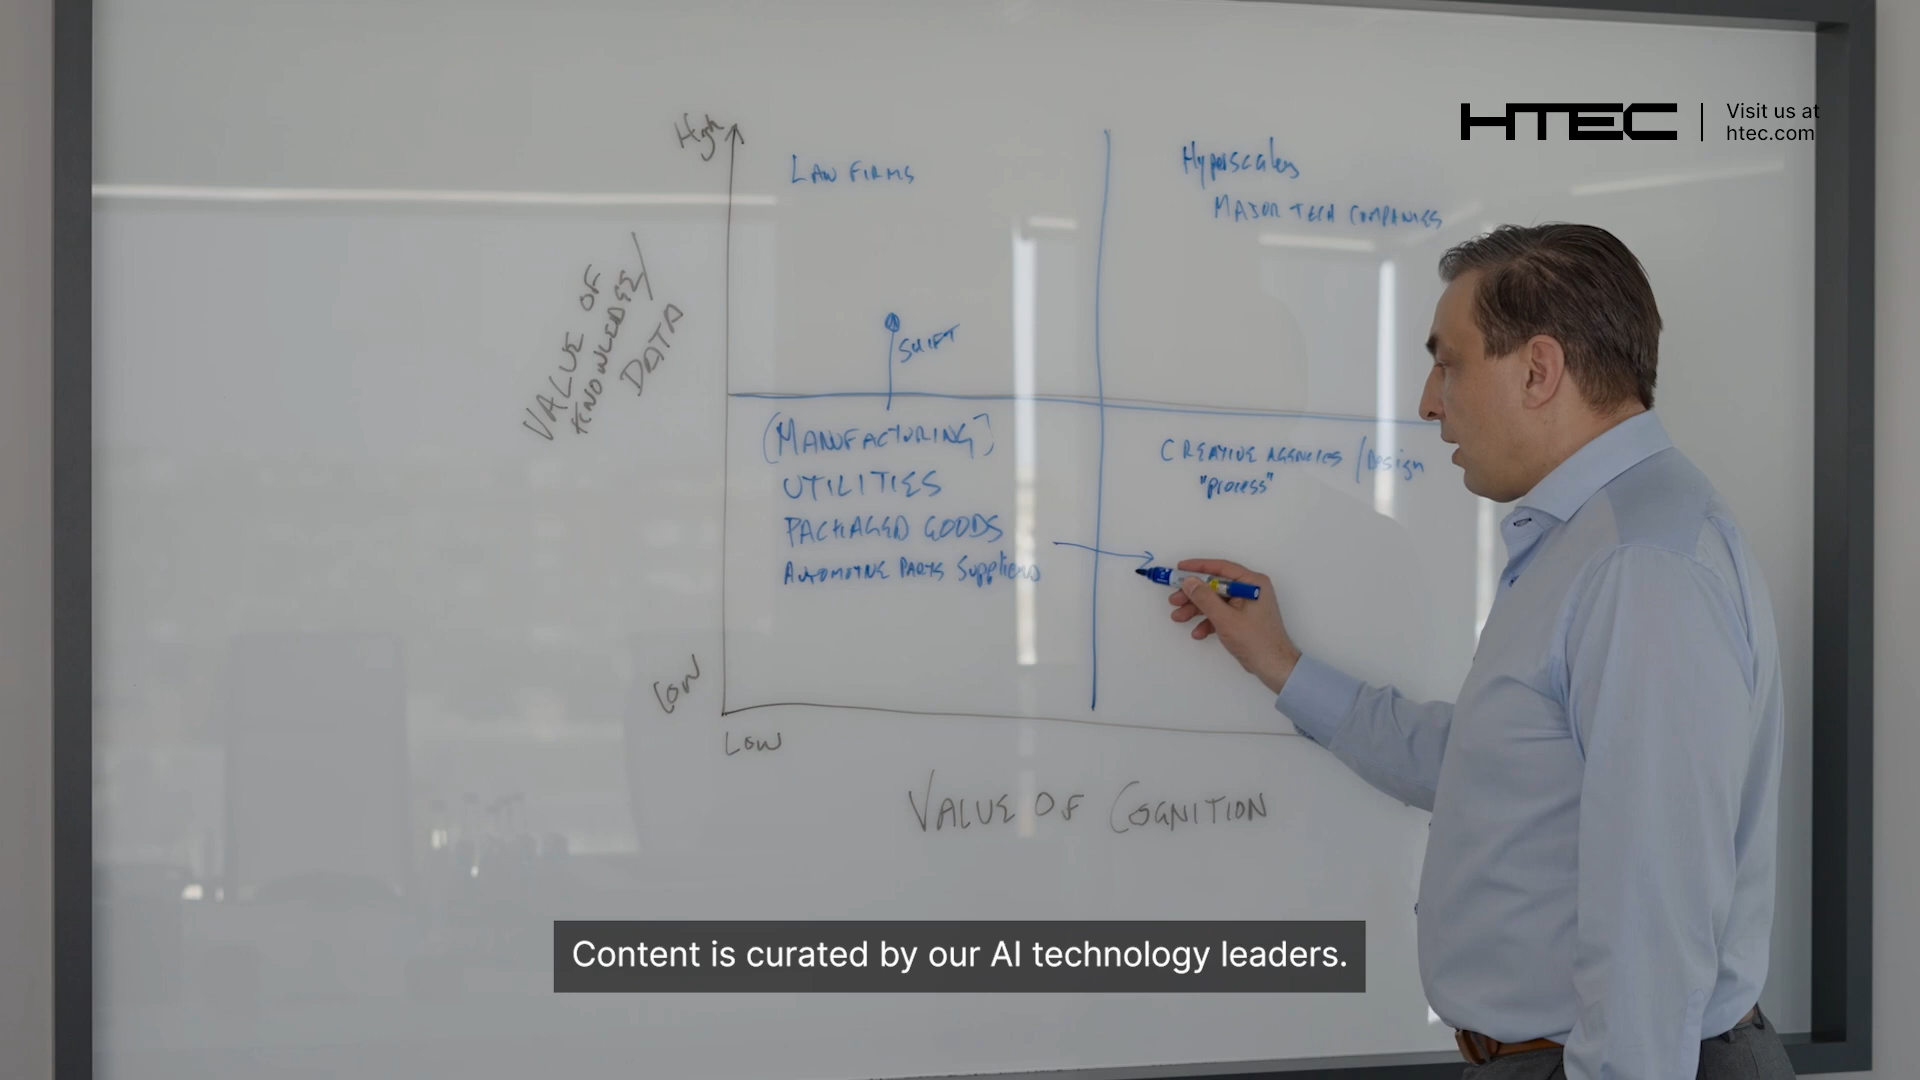 HTEC
Visit us at
htec.com
High
LAW FIRMS
Hyperscalers
MAJOR TECH COMPANIES
VALUE OF
KNOWLEDGE/
DATA
SHIFT
(MANUFACTURING)
UTILITIES
PACKAGED GOODS
AUTOMOTIVE PARTS Suppliers
CREATIVE AGENCIES / Design
"process"
LOW
LOW
VALUE OF COGNITION
Content is curated by our AI technology leaders.